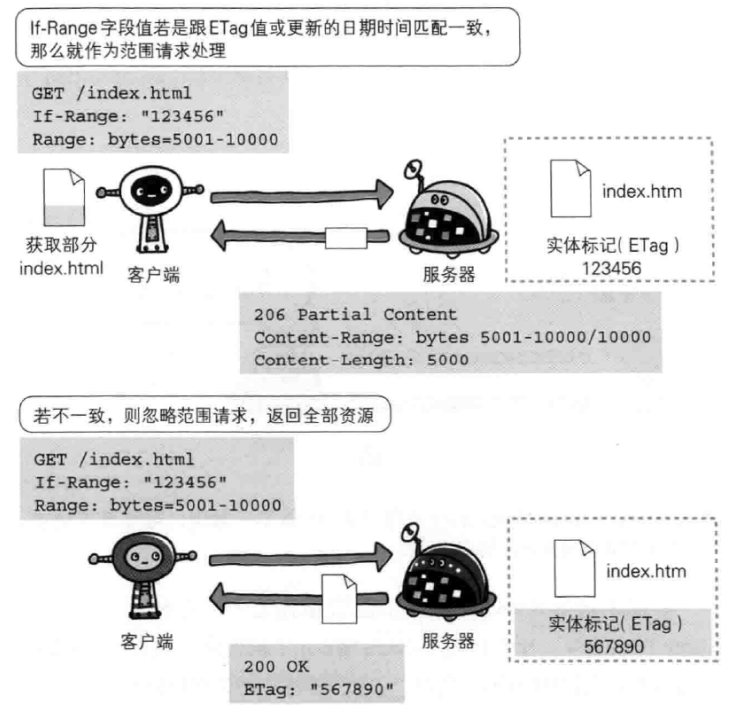 If-Range字段值若是跟ETag值或更新的日期时间匹配一致，
那么就作为范围请求处理
GET /index.html
If-Range: "123456"
Range: bytes=5001-10000
获取部分
index.html
客户端
服务器
index.htm
实体标记（ETag）
123456
206 Partial Content
Content-Range: bytes 5001-10000/10000
Content-Length: 5000
若不一致，则忽略范围请求，返回全部资源
GET /index.html
If-Range: "123456"
Range: bytes=5001-10000
客户端
服务器
index.htm
实体标记（ETag）
567890
200 OK
ETag: "567890"